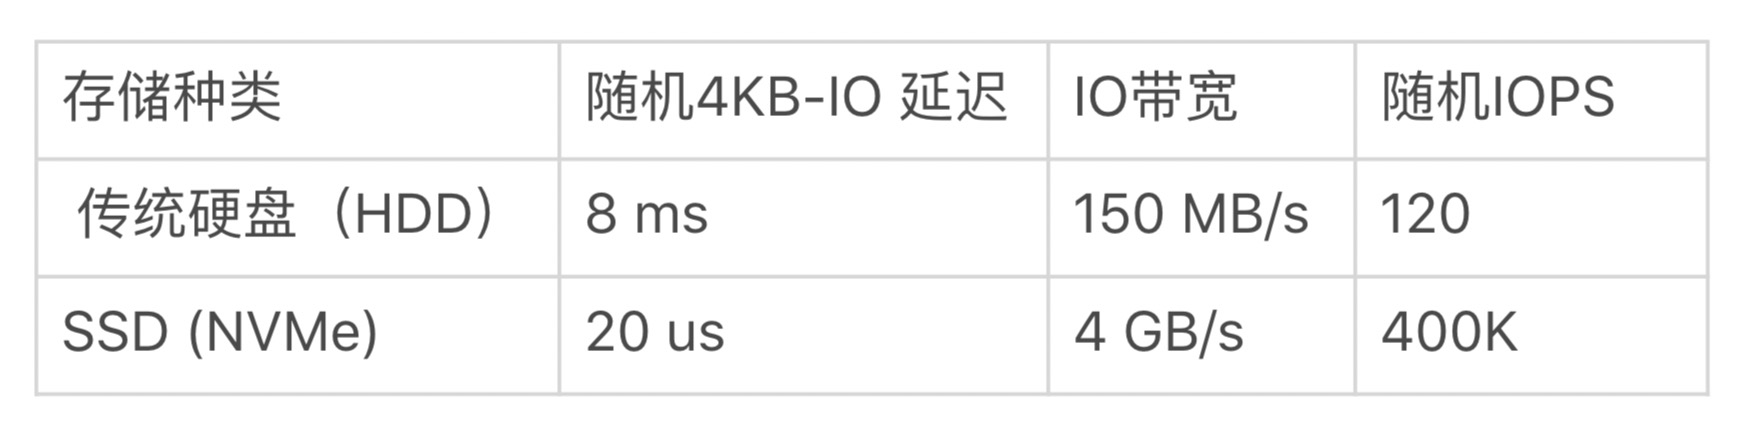 存储种类 随机4KB-IO 延迟 IO带宽 随机IOPS
传统硬盘（HDD） 8 ms 150 MB/s 120
SSD (NVMe) 20 us 4 GB/s 400K